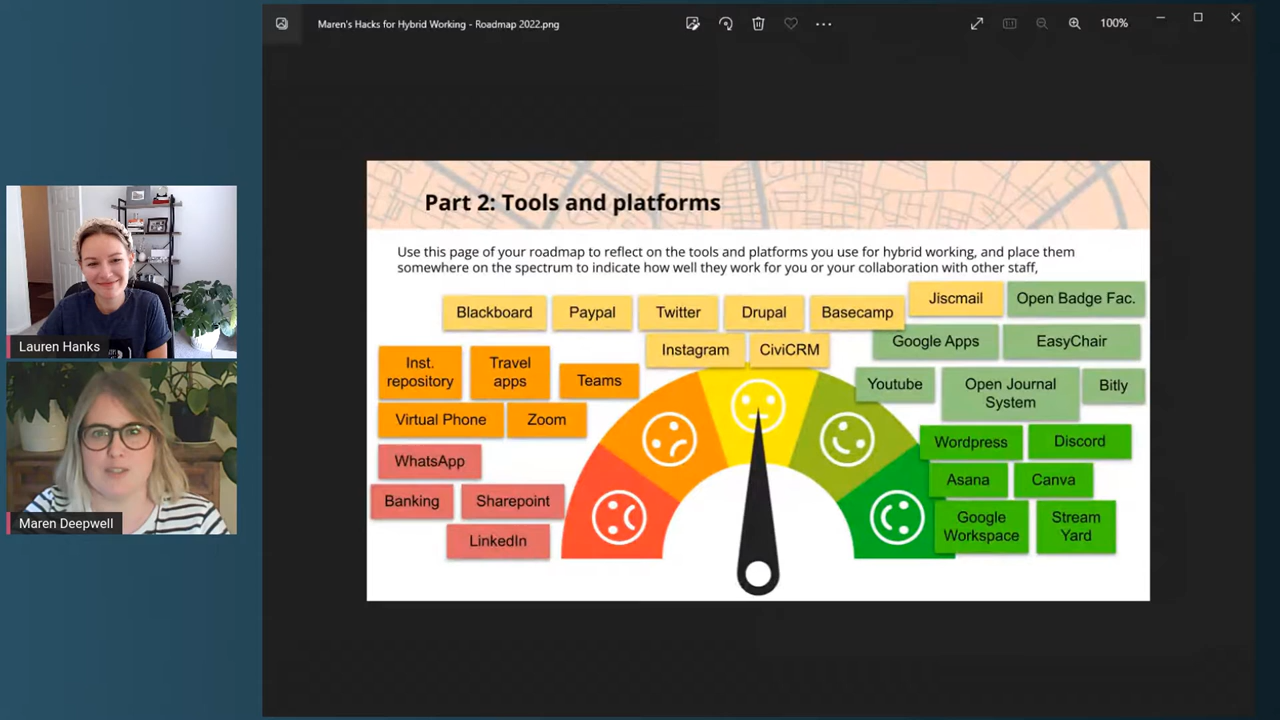 Maren's Hacks for Hybrid Working - Roadmap 2022.png
100%
Part 2: Tools and platforms
Use this page of your roadmap to reflect on the tools and platforms you use for hybrid working, and place them
somewhere on the spectrum to indicate how well they work for you or your collaboration with other staff,
Blackboard
Paypal
Twitter
Drupal
Basecamp
Jiscmail
Open Badge Fac.
Instagram
CiviCRM
Google Apps
EasyChair
Inst.
repository
Travel
apps
Teams
Youtube
Open Journal
System
Bitly
Virtual Phone
Zoom
Wordpress
Discord
WhatsApp
Asana
Canva
Banking
Sharepoint
Google
Workspace
Stream
Yard
LinkedIn
Lauren Hanks
Maren Deepwell